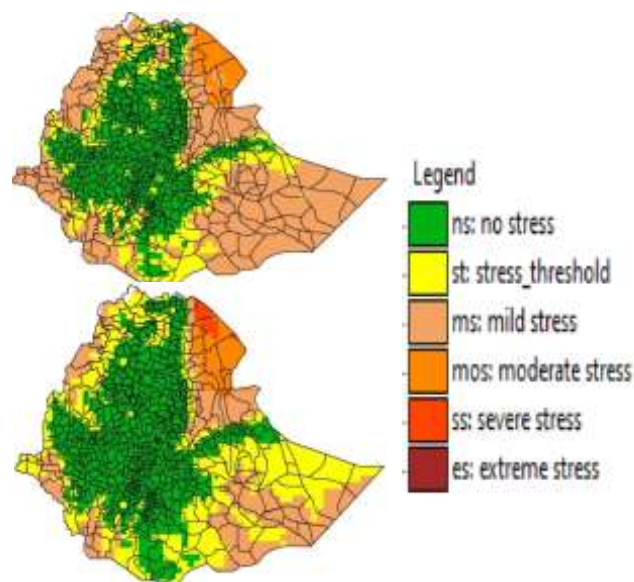 Legend
ns: no stress
st: stress_threshold
ms: mild stress
mos: moderate stress
ss: severe stress
es: extreme stress